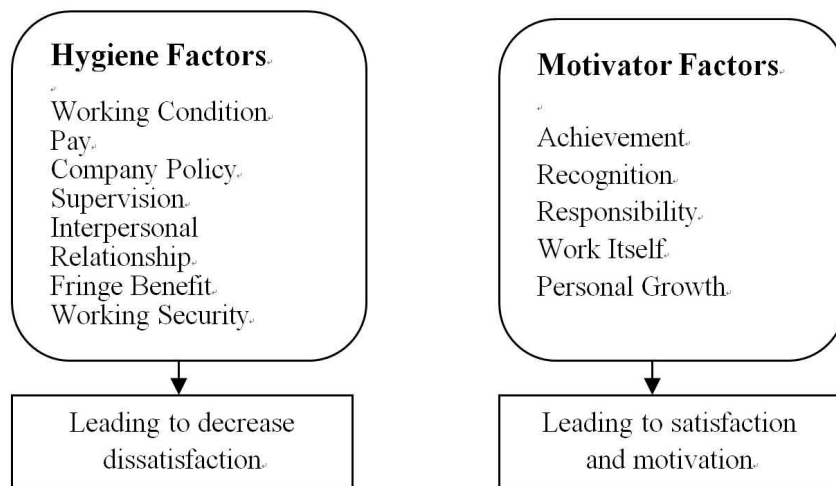 Hygiene Factors
Working Condition
Pay
Company Policy
Supervision
Interpersonal
Relationship
Fringe Benefit
Working Security
Leading to decrease
dissatisfaction
Motivator Factors
Achievement
Recognition
Responsibility
Work Itself
Personal Growth
Leading to satisfaction
and motivation